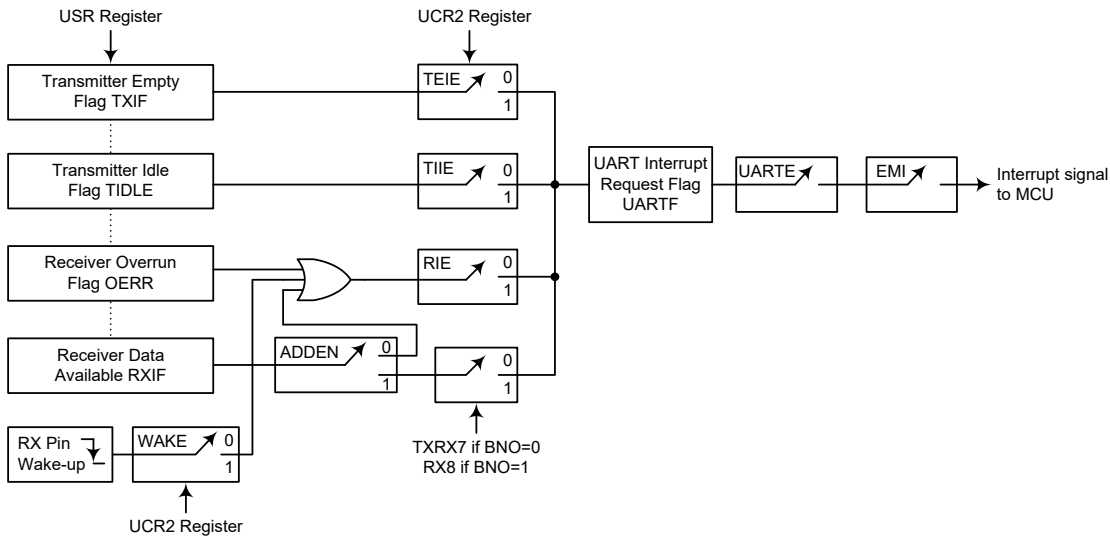 USR Register
UCR2 Register
Transmitter Empty
Flag TXIF
TEIE
0
1
Transmitter Idle
Flag TIDLE
TIIE
0
1
UART Interrupt
Request Flag
UARTF
UARTE
EMI
Interrupt signal
to MCU
Receiver Overrun
Flag OERR
RIE
0
1
Receiver Data
Available RXIF
ADDEN
0
1
0
1
TXRX7 if BNO=0
RX8 if BNO=1
RX Pin
Wake-up
WAKE
0
1
UCR2 Register